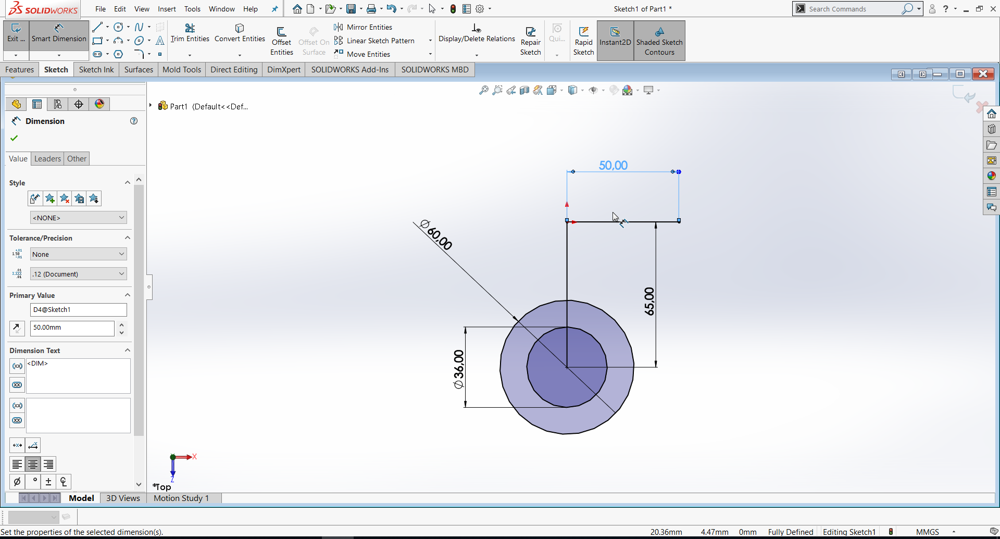 SOLIDWORKS
File Edit View Insert Tools Window Help
Sketch1 of Part1 *
Search Commands
Exit ...
Smart Dimension
Trim Entities
Convert Entities
Offset Entities
Offset On Surface
Mirror Entities
Linear Sketch Pattern
Move Entities
Display/Delete Relations
Repair Sketch
Qui...
Rapid Sketch
Instant2D
Shaded Sketch Contours
Features Sketch Sketch Ink Surfaces Mold Tools Direct Editing DimXpert SOLIDWORKS Add-Ins SOLIDWORKS MBD
Part1 (Default<<Def...
Dimension
Value Leaders Other
Style
<NONE>
Tolerance/Precision
None
.12 (Document)
Primary Value
D4@Sketch1
50.00mm
Dimension Text
<DIM>
50,00
Ø60,00
65,00
Ø36,00
X
Z
*Top
Model 3D Views Motion Study 1
Set the properties of the selected dimension(s).
20.36mm 4.47mm 0mm Fully Defined Editing Sketch1 MMGS